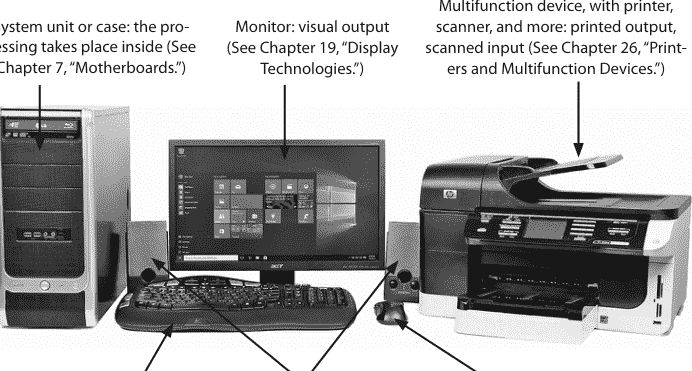 ystem unit or case: the pro-
essing takes place inside (See
Chapter 7, “Motherboards.”)
Monitor: visual output
(See Chapter 19, “Display
Technologies.”)
Multifunction device, with printer,
scanner, and more: printed output,
scanned input (See Chapter 26, “Print-
ers and Multifunction Devices.”)
acer
hp